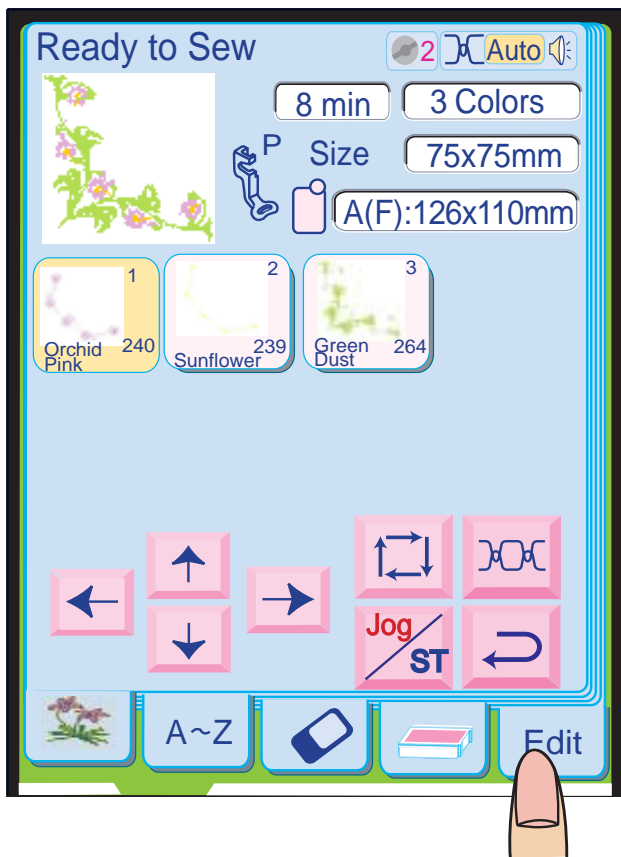 Ready to Sew 2 Auto
8 min 3 Colors
P Size 75x75mm
A(F):126x110mm
1 2 3
Orchid Pink 240 Sunflower 239 Green Dust 264
Jog
ST
A~Z Edit